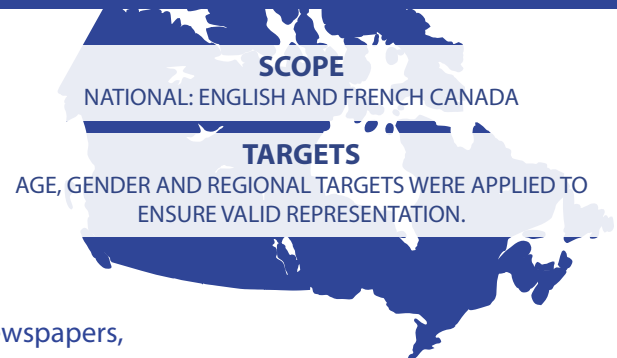 SCOPE
NATIONAL: ENGLISH AND FRENCH CANADA
TARGETS
AGE, GENDER AND REGIONAL TARGETS WERE APPLIED TO
ENSURE VALID REPRESENTATION.
wspapers,